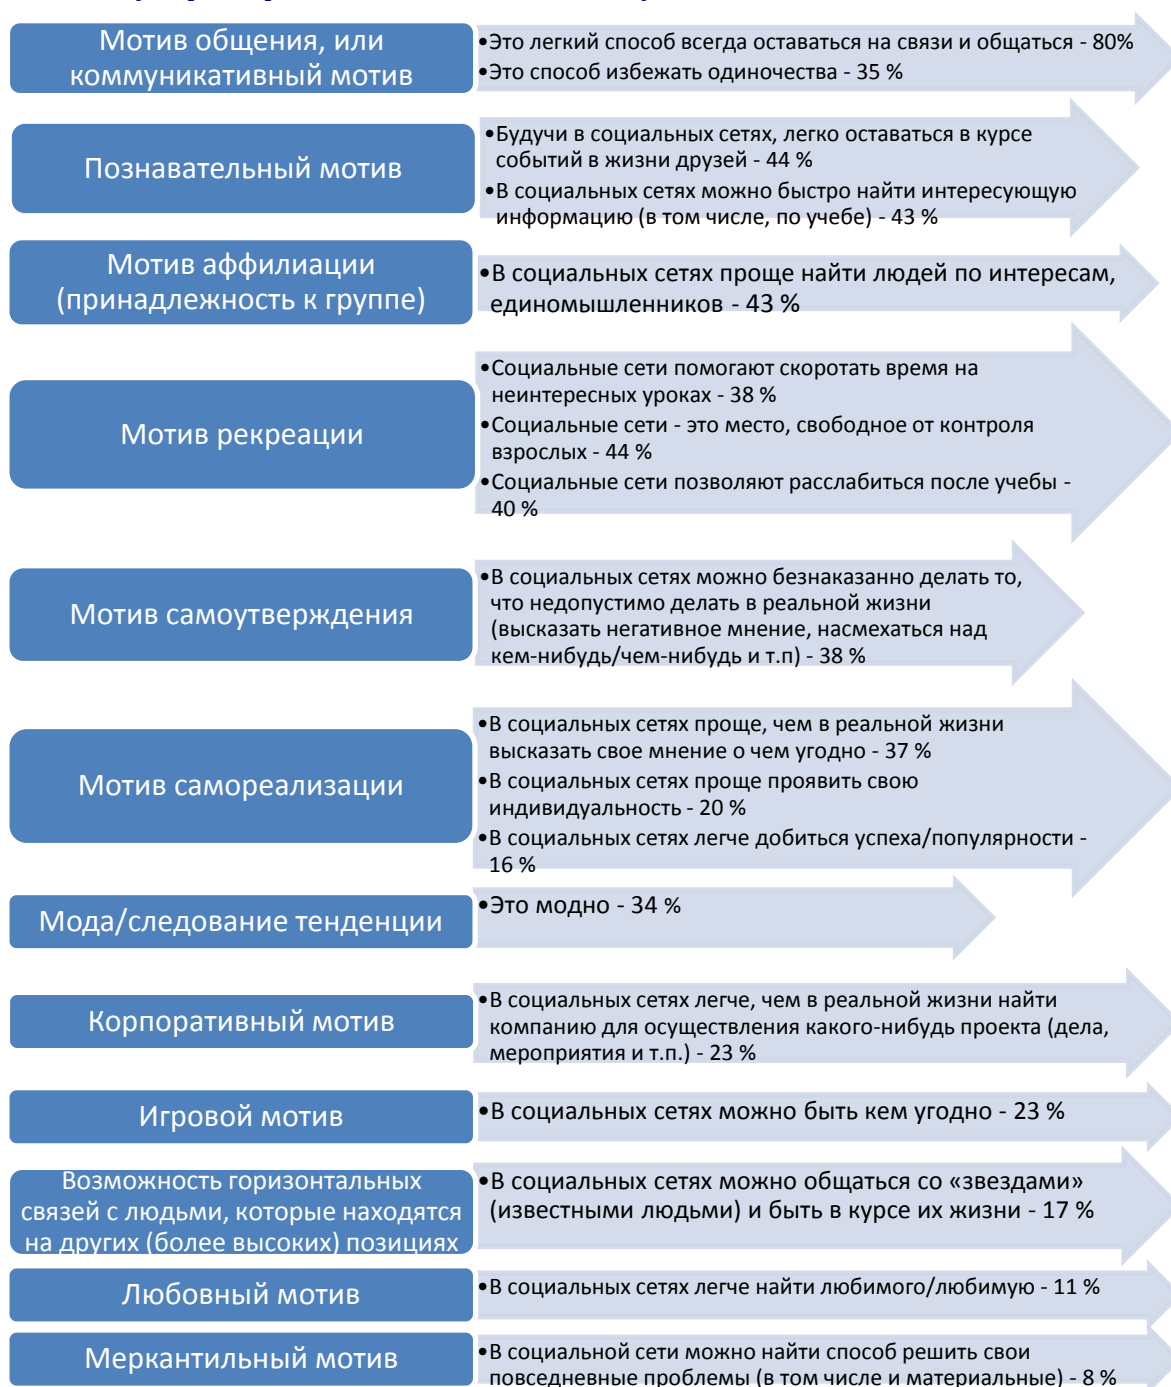 Мотив общения, или
коммуникативный мотив
•Это легкий способ всегда оставаться на связи и общаться - 80%
•Это способ избежать одиночества - 35 %
Познавательный мотив
•Будучи в социальных сетях, легко оставаться в курсе
событий в жизни друзей - 44 %
•В социальных сетях можно быстро найти интересующую
информацию (в том числе, по учебе) - 43 %
Мотив аффилиации
(принадлежность к группе)
•В социальных сетях проще найти людей по интересам,
единомышленников - 43 %
Мотив рекреации
•Социальные сети помогают скоротать время на
неинтересных уроках - 38 %
•Социальные сети - это место, свободное от контроля
взрослых - 44 %
•Социальные сети позволяют расслабиться после учебы -
40 %
Мотив самоутверждения
•В социальных сетях можно безнаказанно делать то,
что недопустимо делать в реальной жизни
(высказать негативное мнение, насмехаться над
кем-нибудь/чем-нибудь и т.п) - 38 %
Мотив самореализации
•В социальных сетях проще, чем в реальной жизни
высказать свое мнение о чем угодно - 37 %
•В социальных сетях проще проявить свою
индивидуальность - 20 %
•В социальных сетях легче добиться успеха/популярности -
16 %
Мода/следование тенденции
•Это модно - 34 %
Корпоративный мотив
•В социальных сетях легче, чем в реальной жизни найти
компанию для осуществления какого-нибудь проекта (дела,
мероприятия и т.п.) - 23 %
Игровой мотив
•В социальных сетях можно быть кем угодно - 23 %
Возможность горизонтальных
связей с людьми, которые находятся
на других (более высоких) позициях
•В социальных сетях можно общаться со «звездами»
(известными людьми) и быть в курсе их жизни - 17 %
Любовный мотив
•В социальных сетях легче найти любимого/любимую - 11 %
Меркантильный мотив
•В социальной сети можно найти способ решить свои
повседневные проблемы (в том числе и материальные) - 8 %